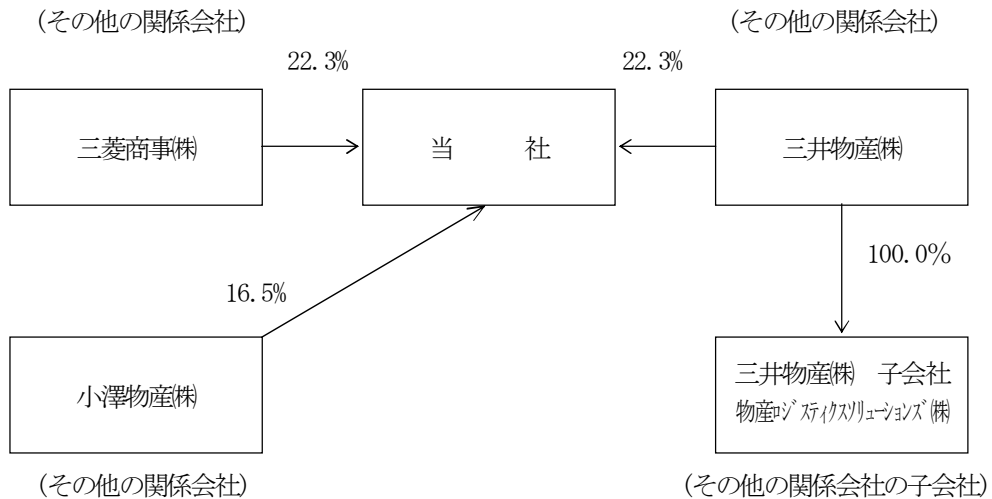 (その他の関係会社)
(その他の関係会社)
22.3%
22.3%
三菱商事㈱
当　　社
三井物産㈱
100.0%
16.5%
小澤物産㈱
三井物産㈱　子会社
物産ﾛｼﾞｽティクスソリューションズ㈱
(その他の関係会社)
(その他の関係会社の子会社)